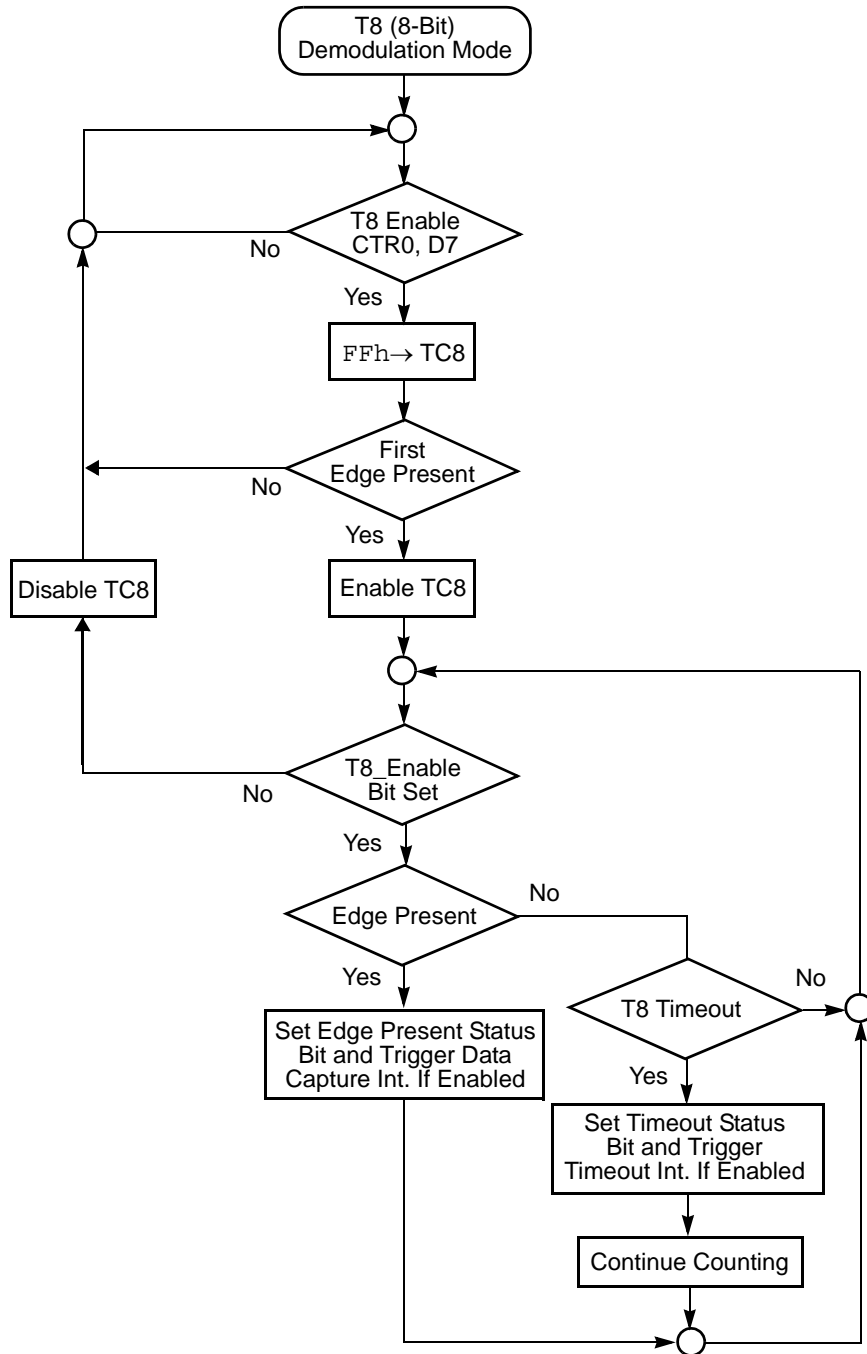 T8 (8-Bit)
Demodulation Mode
T8 Enable
CTR0, D7
No
Yes
FFh→ TC8
First
Edge Present
No
Yes
Disable TC8
Enable TC8
T8_Enable
Bit Set
No
Yes
Edge Present
No
Yes
T8 Timeout
No
Set Edge Present Status
Bit and Trigger Data
Capture Int. If Enabled
Yes
Set Timeout Status
Bit and Trigger
Timeout Int. If Enabled
Continue Counting